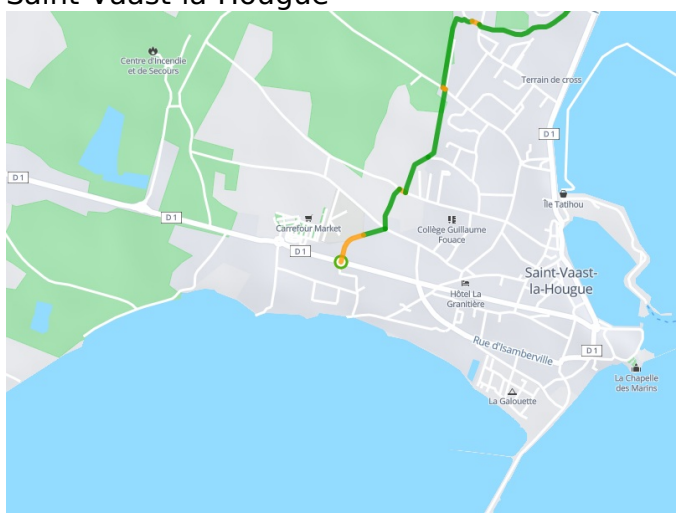 Saint-Vaast-la-Hougue
Centre d'Incendie
et de Secours
Terrain de cross
D 1
D 1
Île Tatihou
D 1
Carrefour Market
Collège Guillaume
Fouace
D 1
Saint-Vaast-
la-Hougue
Hôtel La
Granitière
Rue d'Isamberville
D 1
La Chapelle
des Marins
La Galouette